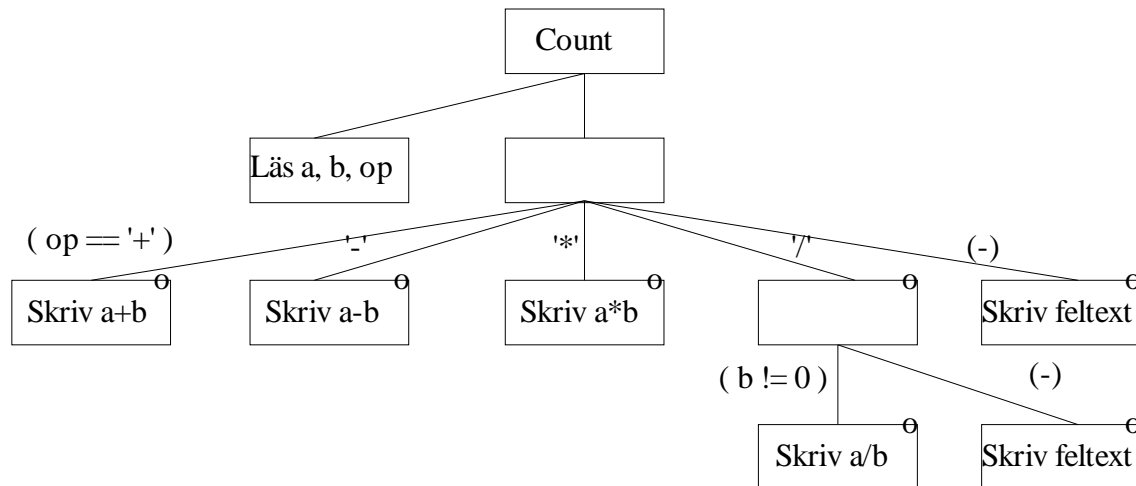 Count
Läs a, b, op
( op == '+' )
'-'
'*'
'/'
(-)
o
o
o
o
o
Skriv a+b
Skriv a-b
Skriv a*b
Skriv feltext
( b != 0 )
(-)
o
o
Skriv a/b
Skriv feltext